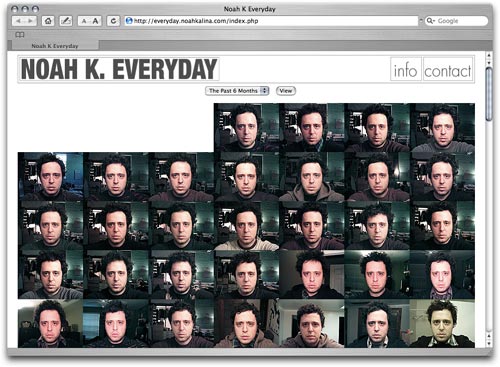 Noah K Everyday
http://everyday.noahkalina.com/index.php
Google
Noah K Everyday
NOAH K. EVERYDAY
info
contact
The Past 6 Months
View